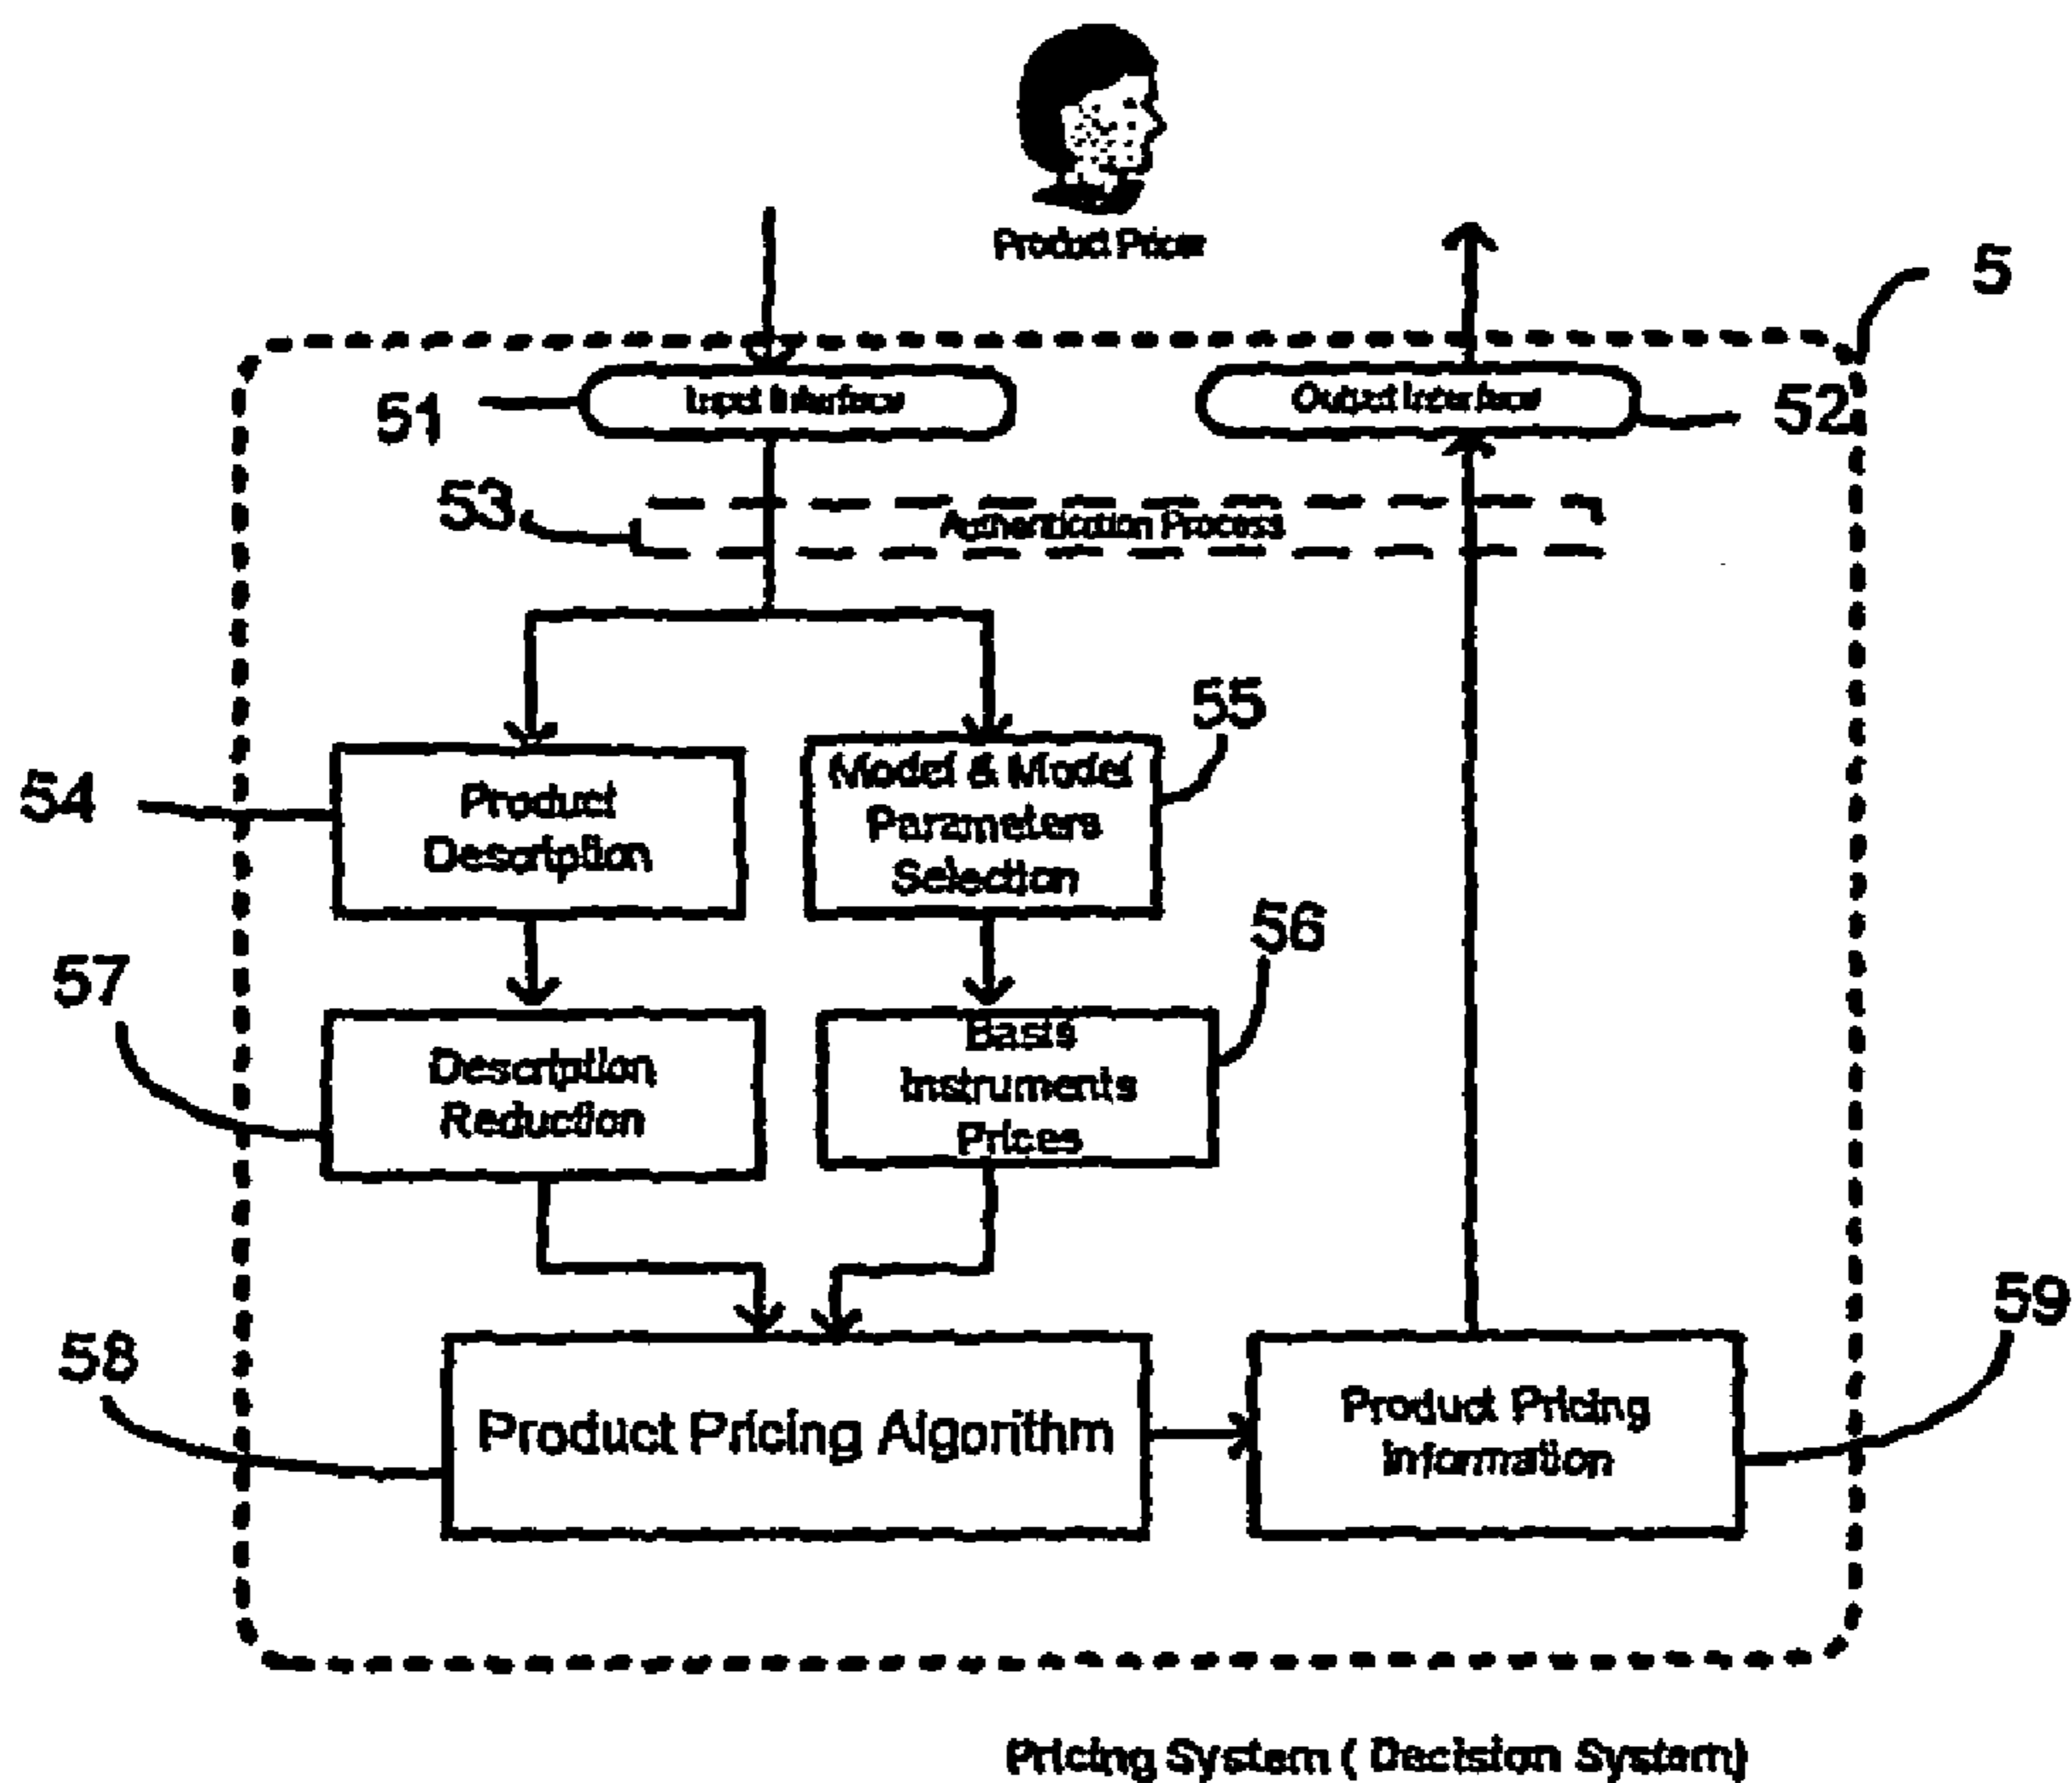 Product Pricer
5
Input Interface
Output Interface
51
52
53
Authentication Process
55
54
Product
Description
Model & Model
Parameters
Selection
56
57
Description
Reduction
Basis
Instruments
Prices
59
58
Product Pricing Algorithm
Product Pricing
Information
Pricing System ( Decision System)